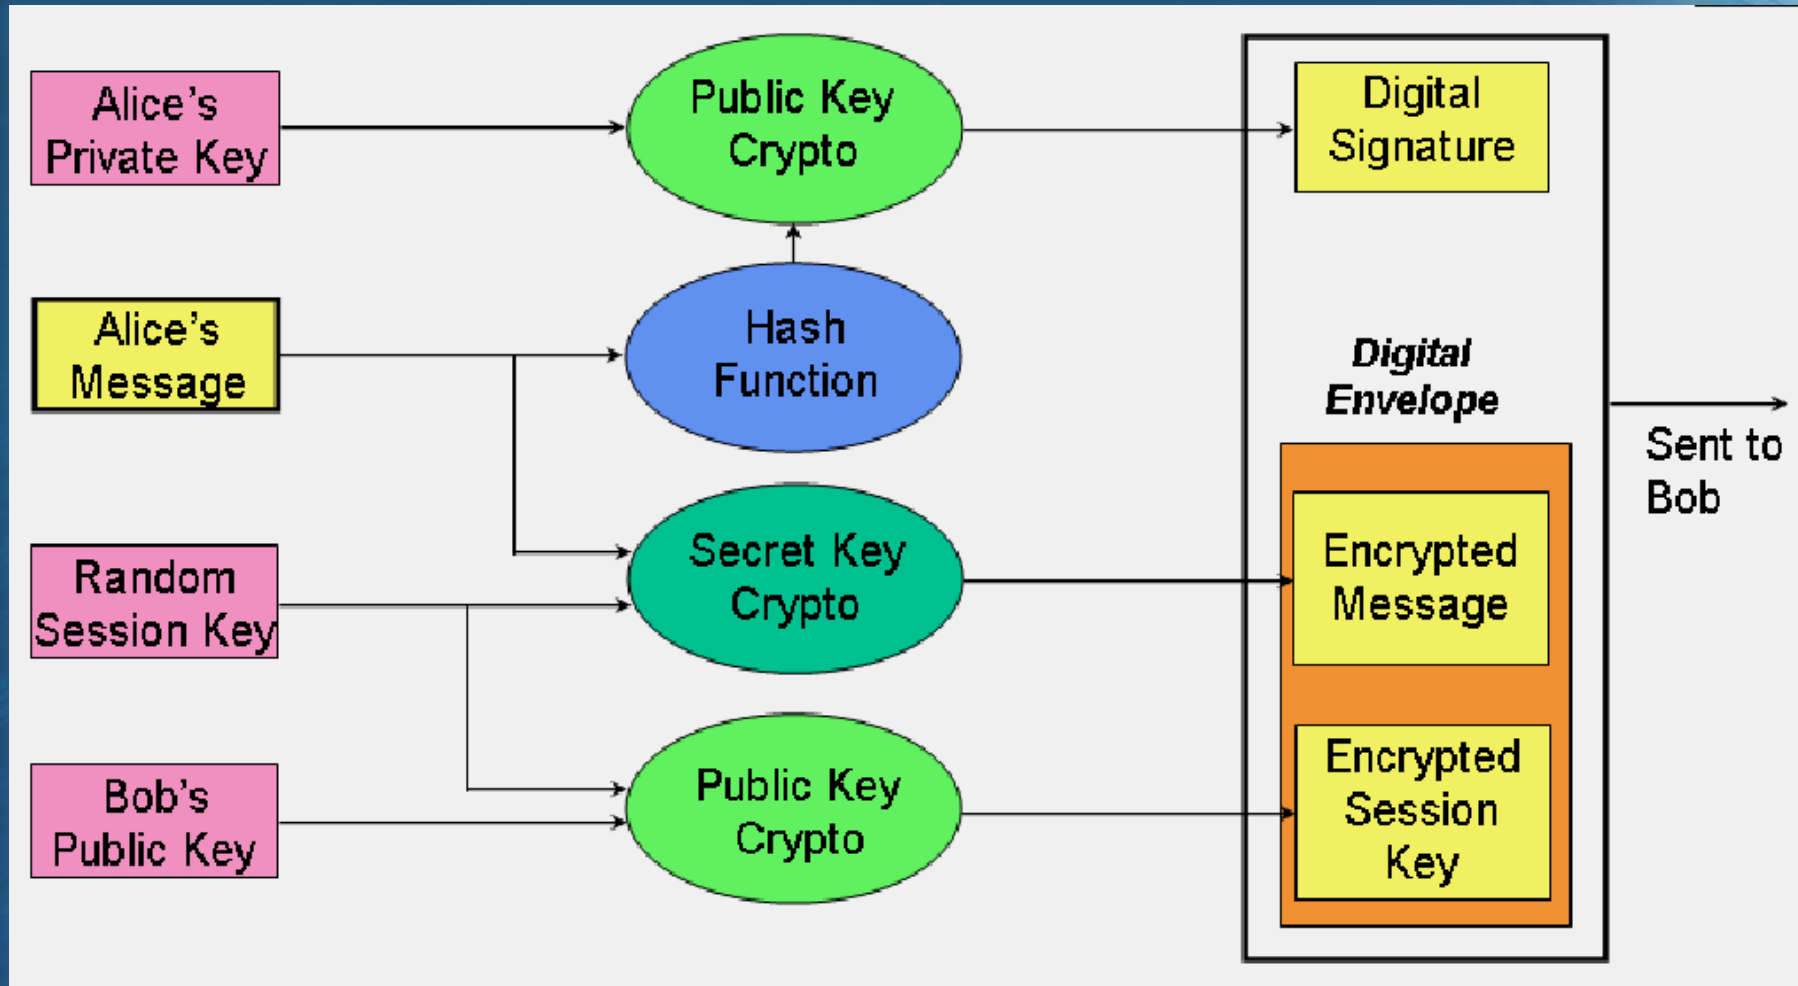 Alice's
Private Key
Public Key
Crypto
Digital
Signature
Alice's
Message
Hash
Function
Digital
Envelope
Sent to
Bob
Random
Session Key
Secret Key
Crypto
Encrypted
Message
Bob's
Public Key
Public Key
Crypto
Encrypted
Session
Key